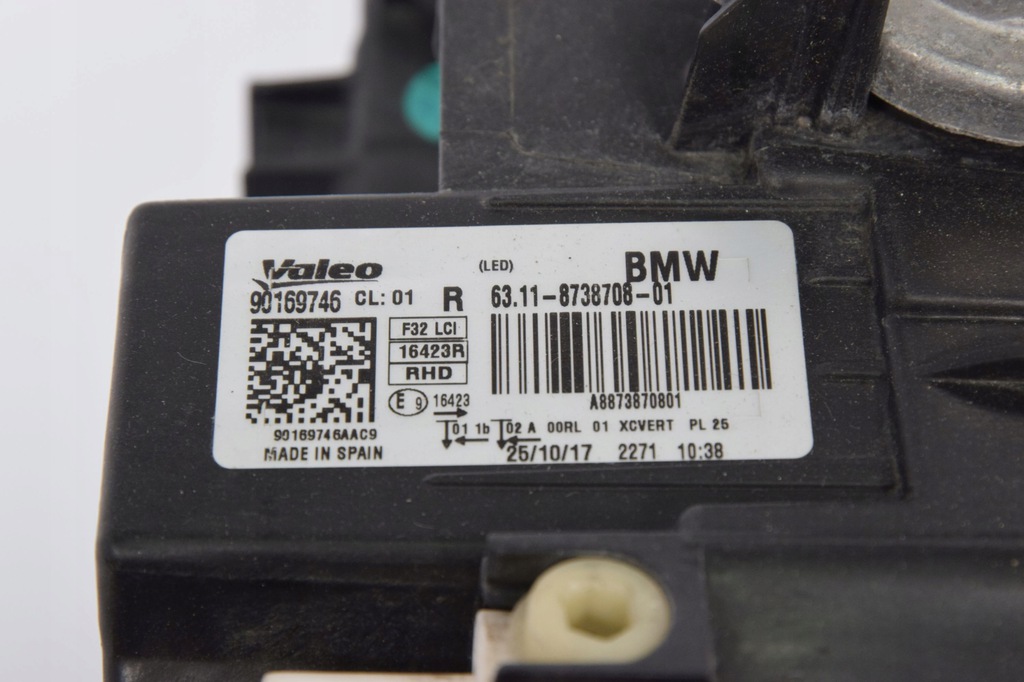 Valeo (LED) BMW
90169746 CL: 01 R 63.11-8738708-01
F32 LCI
16423R
RHD
A8873870801
E 9 16423
01 1b 02 A 00RL 01 XCVERT PL 25
90169746AAC9
MADE IN SPAIN 25/10/17 2271 10:38